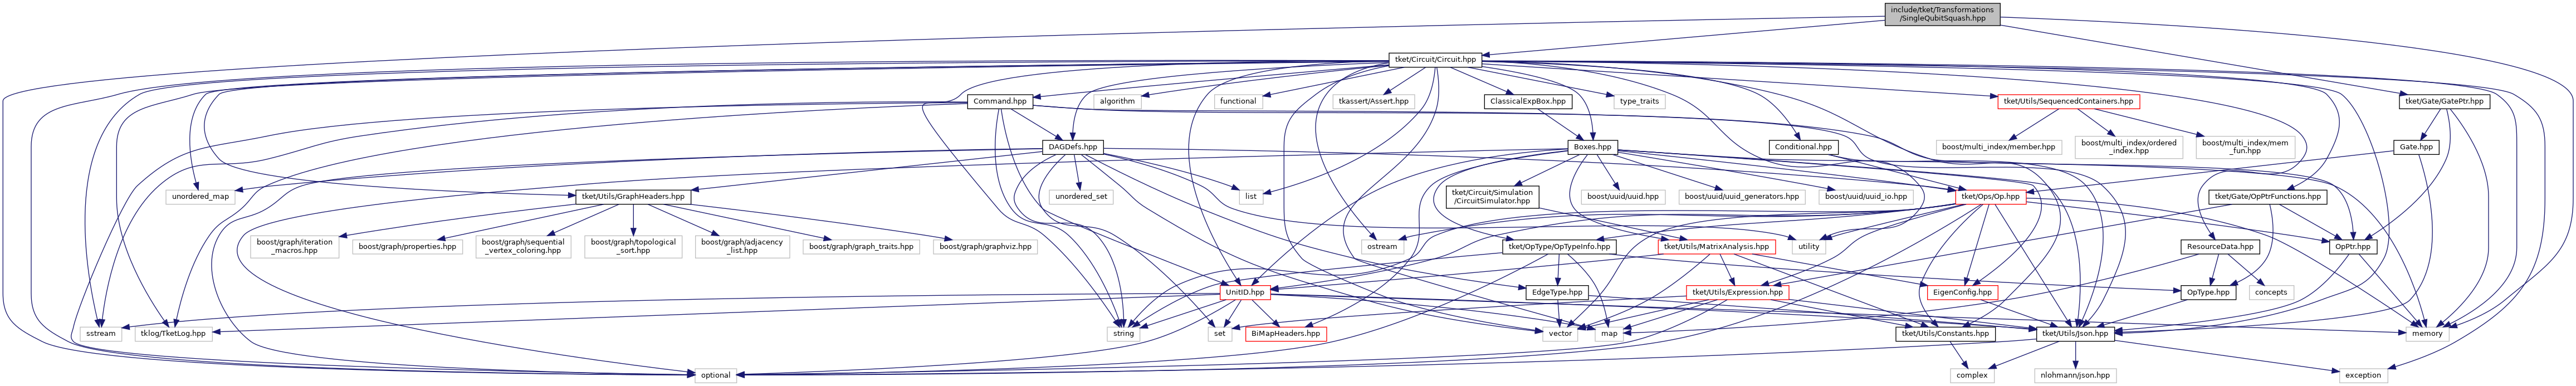 include/tket/Transformations
/SingleQubitSquash.hpp
tket/Circuit/Circuit.hpp
Command.hpp
algorithm
functional
tkassert/Assert.hpp
ClassicalExpBox.hpp
type_traits
tket/Utils/SequencedContainers.hpp
tket/Gate/GatePtr.hpp
DAGDefs.hpp
Boxes.hpp
Conditional.hpp
boost/multi_index/member.hpp
boost/multi_index/ordered
_index.hpp
boost/multi_index/mem
_fun.hpp
Gate.hpp
unordered_map
tket/Utils/GraphHeaders.hpp
unordered_set
list
tket/Circuit/Simulation
/CircuitSimulator.hpp
boost/uuid/uuid.hpp
boost/uuid/uuid_generators.hpp
boost/uuid/uuid_io.hpp
tket/Ops/Op.hpp
tket/Gate/OpPtrFunctions.hpp
boost/graph/iteration
_macros.hpp
boost/graph/properties.hpp
boost/graph/sequential
_vertex_coloring.hpp
boost/graph/topological
_sort.hpp
boost/graph/adjacency
_list.hpp
boost/graph/graph_traits.hpp
boost/graph/graphviz.hpp
ostream
tket/OpType/OpTypeInfo.hpp
tket/Utils/MatrixAnalysis.hpp
utility
ResourceData.hpp
OpPtr.hpp
UnitID.hpp
EdgeType.hpp
tket/Utils/Expression.hpp
EigenConfig.hpp
OpType.hpp
concepts
sstream
tklog/TketLog.hpp
string
set
BiMapHeaders.hpp
vector
map
tket/Utils/Constants.hpp
tket/Utils/Json.hpp
memory
optional
complex
nlohmann/json.hpp
exception